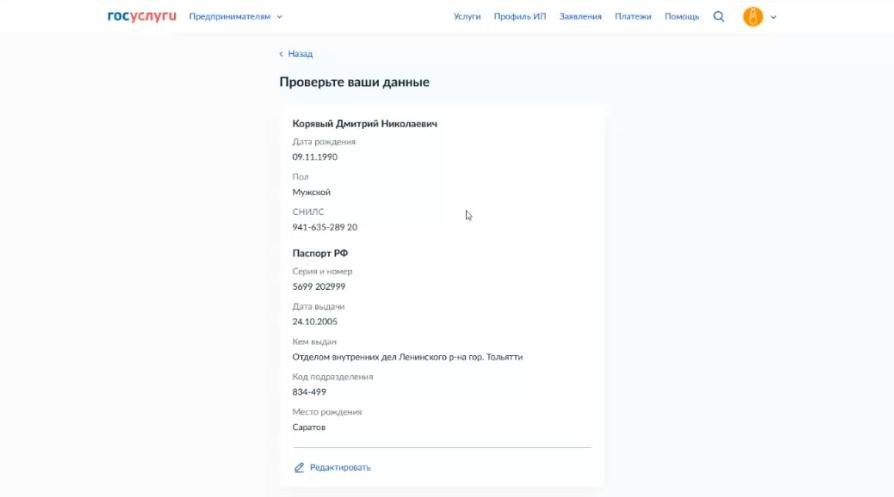 госуслуги Предпринимателям Услуги Профиль ИП Заявления Платежи Помощь
Назад
Проверьте ваши данные
Корявый Дмитрий Николаевич
Дата рождения
09.11.1990
Пол
Мужской
СНИЛС
941-635-289 20
Паспорт РФ
Серия и номер
5699 202999
Дата выдачи
24.10.2005
Кем выдан
Отделом внутренних дел Ленинского р-на гор. Тольятти
Код подразделения
834-499
Место рождения
Саратов
Редактировать